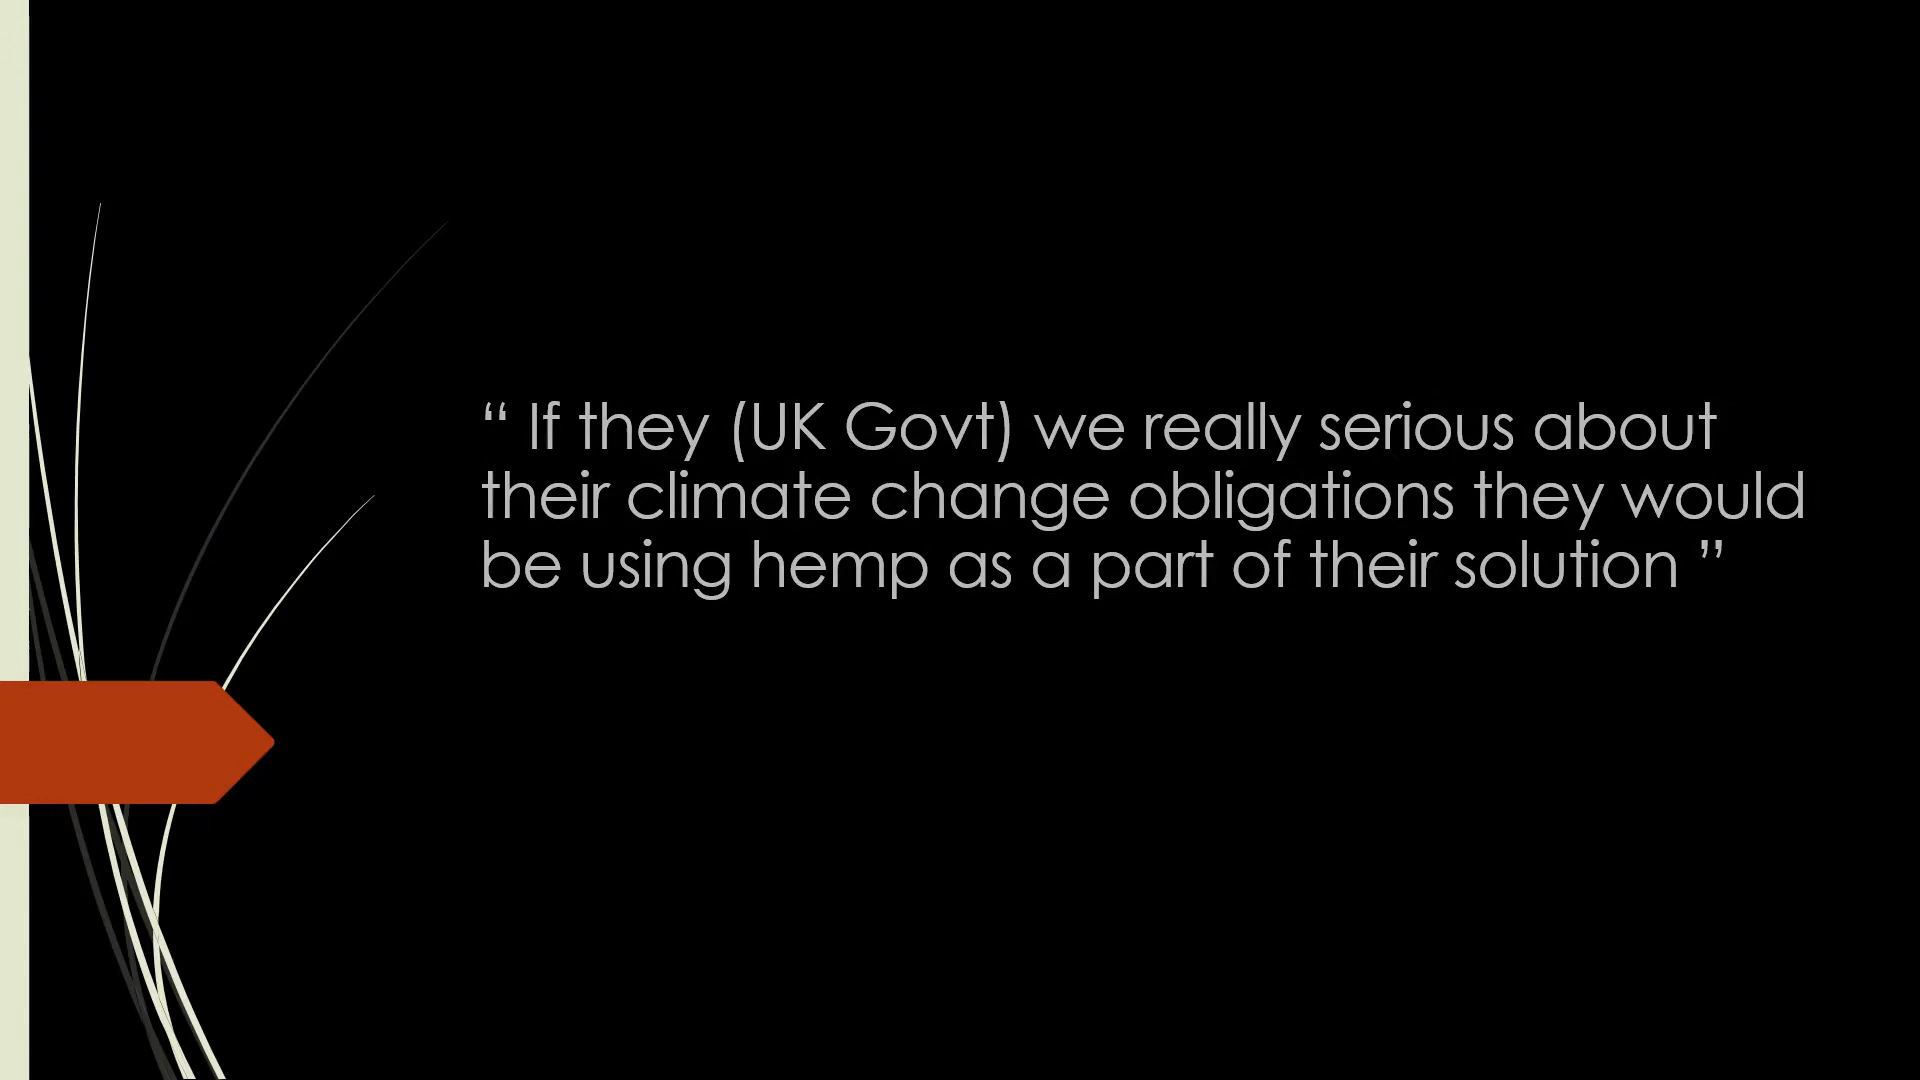 “ If they (UK Govt) we really serious about
their climate change obligations they would
be using hemp as a part of their solution ”